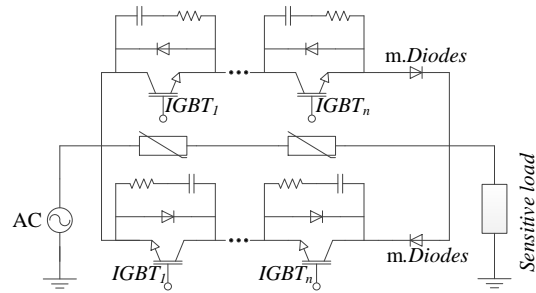 m.Diodes
IGBT1
IGBTn
AC
Sensitive load
m.Diodes
IGBT1
IGBTn